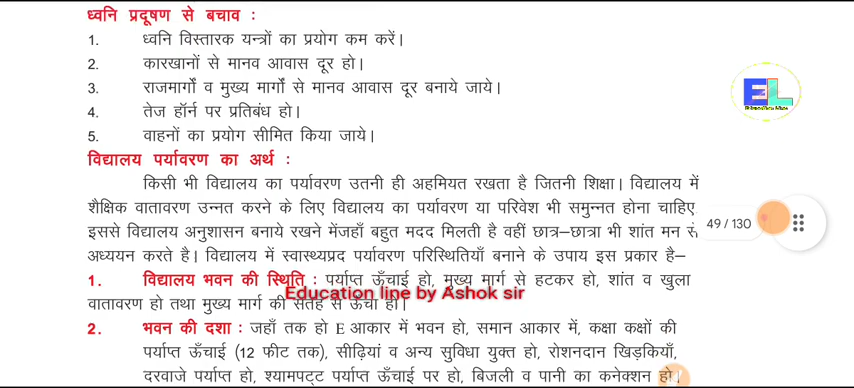 ध्वनि प्रदूषण से बचाव :
1. ध्वनि विस्तारक यन्त्रों का प्रयोग कम करें।
2. कारखानों से मानव आवास दूर हो।
3. राजमार्गों व मुख्य मार्गों से मानव आवास दूर बनाये जाये।
4. तेज हॉर्न पर प्रतिबंध हो।
5. वाहनों का प्रयोग सीमित किया जाये।
EL
विद्यालय पर्यावरण का अर्थ :
किसी भी विद्यालय का पर्यावरण उतनी ही अहमियत रखता है जितनी शिक्षा। विद्यालय में
शैक्षिक वातावरण उन्नत करने के लिए विद्यालय का पर्यावरण या परिवेश भी समुन्नत होना चाहिए
इससे विद्यालय अनुशासन बनाये रखने मेंजहाँ बहुत मदद मिलती है वहीं छात्र–छात्रा भी शांत मन से
49 / 130
अध्ययन करते है। विद्यालय में स्वास्थ्यप्रद पर्यावरण परिस्थितियाँ बनाने के उपाय इस प्रकार है–
1. विद्यालय भवन की स्थिति : पर्याप्त ऊँचाई हो, मुख्य मार्ग से हटकर हो, शांत व खुला
Education line by Ashok sir
वातावरण हो तथा मुख्य मार्ग की सतह से ऊँचा हो।
2. भवन की दशा : जहाँ तक हो E आकार में भवन हो, समान आकार में, कक्षा कक्षों की
पर्याप्त ऊँचाई (12 फीट तक), सीढ़ियां व अन्य सुविधा युक्त हो, रोशनदान खिड़कियाँ,
दरवाजे पर्याप्त हो, श्यामपट्ट पर्याप्त ऊँचाई पर हो, बिजली व पानी का कनेक्शन हो,